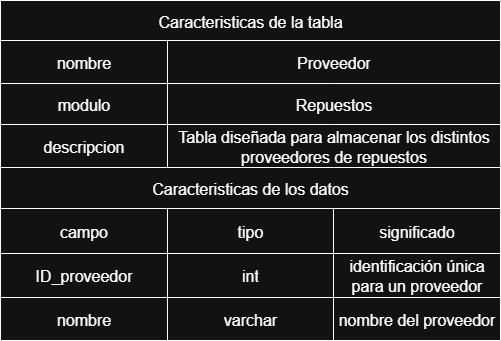 Caracteristicas de la tabla
nombre Proveedor
modulo Repuestos
descripcion Tabla diseñada para almacenar los distintos
proveedores de repuestos
Caracteristicas de los datos
campo tipo significado
ID_proveedor int identificación única
para un proveedor
nombre varchar nombre del proveedor